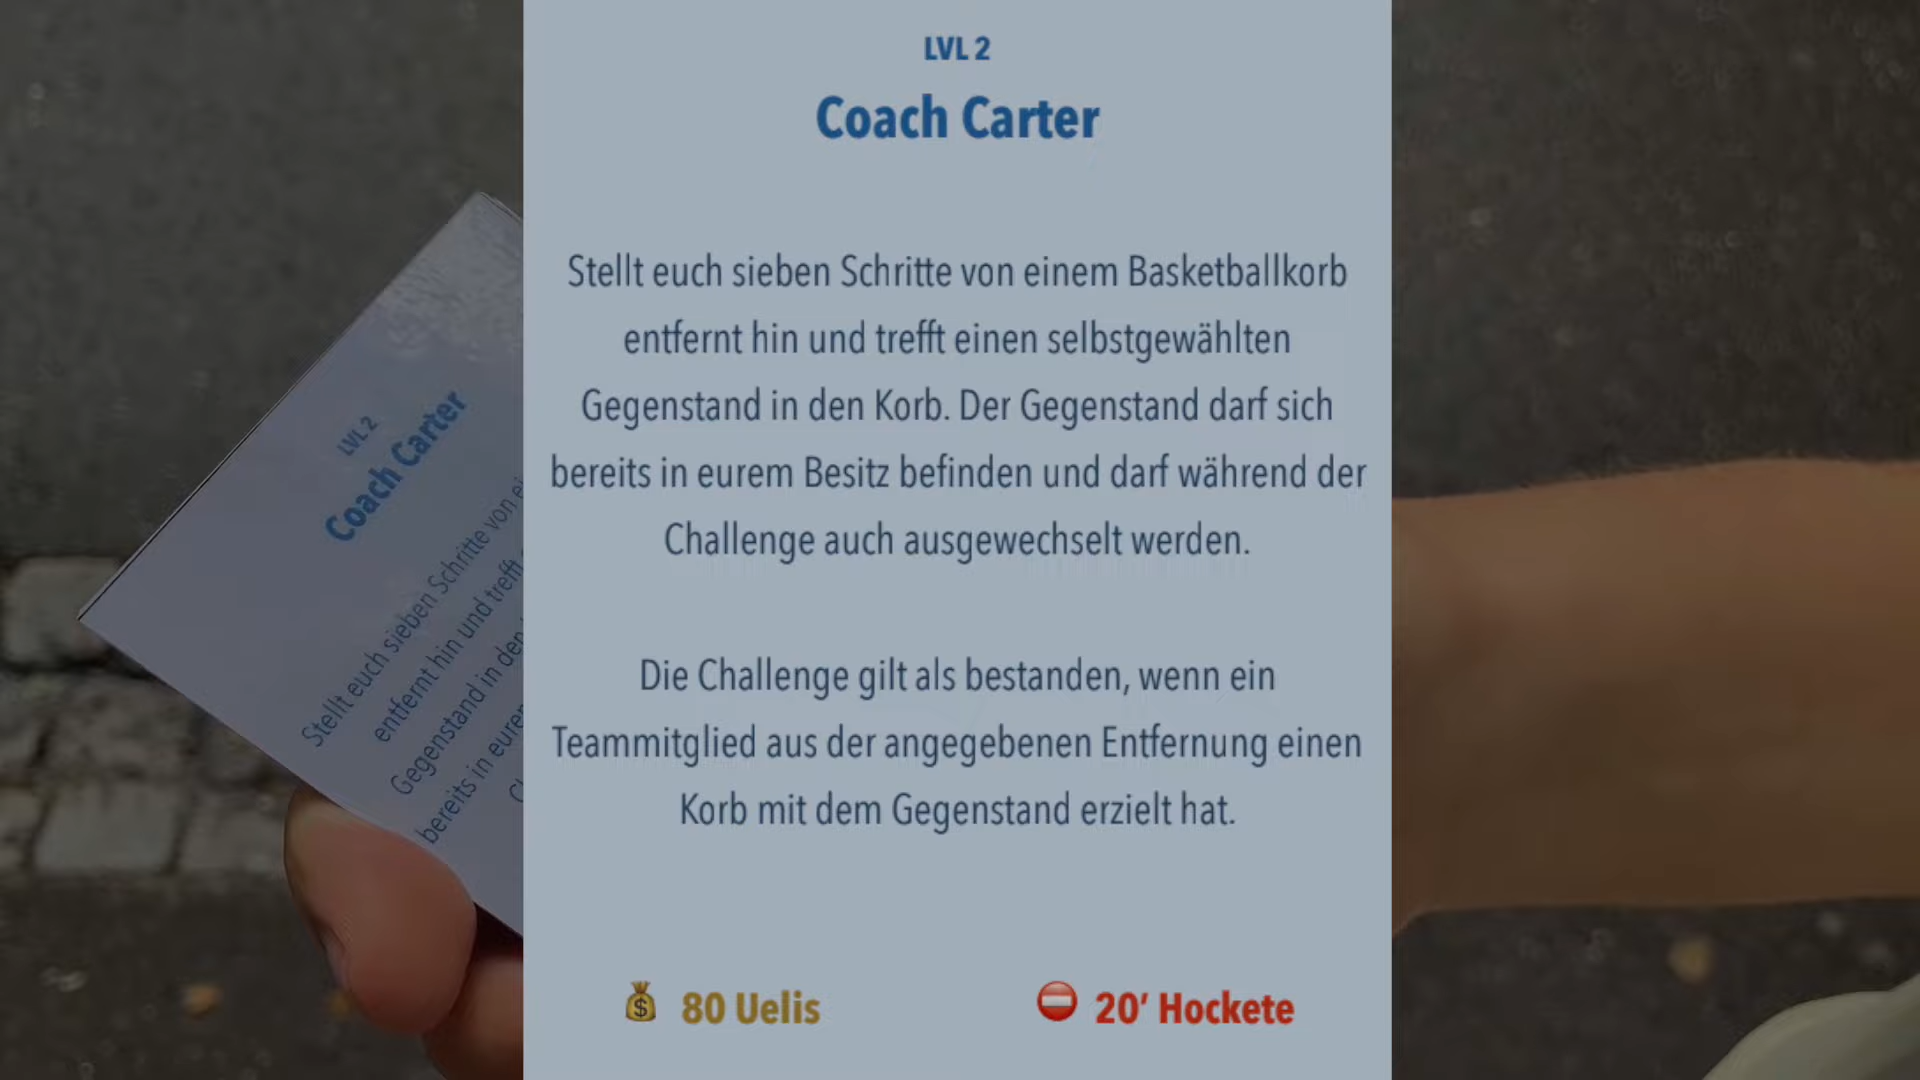 LVL 2
Coach Carter
Stellt euch sieben Schritte von einem Basketballkorb
entfernt hin und trefft einen selbstgewählten
Gegenstand in den Korb. Der Gegenstand darf sich
bereits in eurem Besitz befinden und darf während der
Challenge auch ausgewechselt werden.
Die Challenge gilt als bestanden, wenn ein
Teammitglied aus der angegebenen Entfernung einen
Korb mit dem Gegenstand erzielt hat.
80 Uelis
20’ Hockete
LVL 2
Coach Carter
Stellt euch sieben Schritte von
entfernt hin und trefft
Gegenstand in den
bereits in